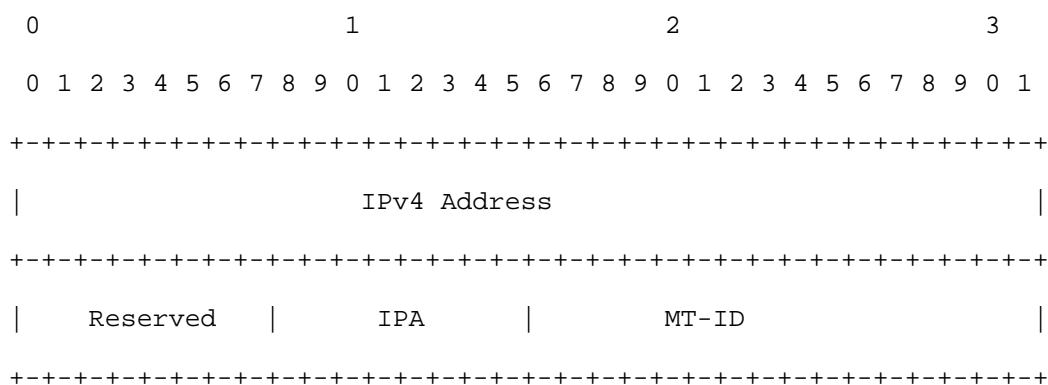 0                   1                   2                   3
0 1 2 3 4 5 6 7 8 9 0 1 2 3 4 5 6 7 8 9 0 1 2 3 4 5 6 7 8 9 0 1
+-+-+-+-+-+-+-+-+-+-+-+-+-+-+-+-+-+-+-+-+-+-+-+-+-+-+-+-+-+-+-+-+
|                     IPv4 Address                              |
+-+-+-+-+-+-+-+-+-+-+-+-+-+-+-+-+-+-+-+-+-+-+-+-+-+-+-+-+-+-+-+-+
|    Reserved   |      IPA      |        MT-ID                  |
+-+-+-+-+-+-+-+-+-+-+-+-+-+-+-+-+-+-+-+-+-+-+-+-+-+-+-+-+-+-+-+-+